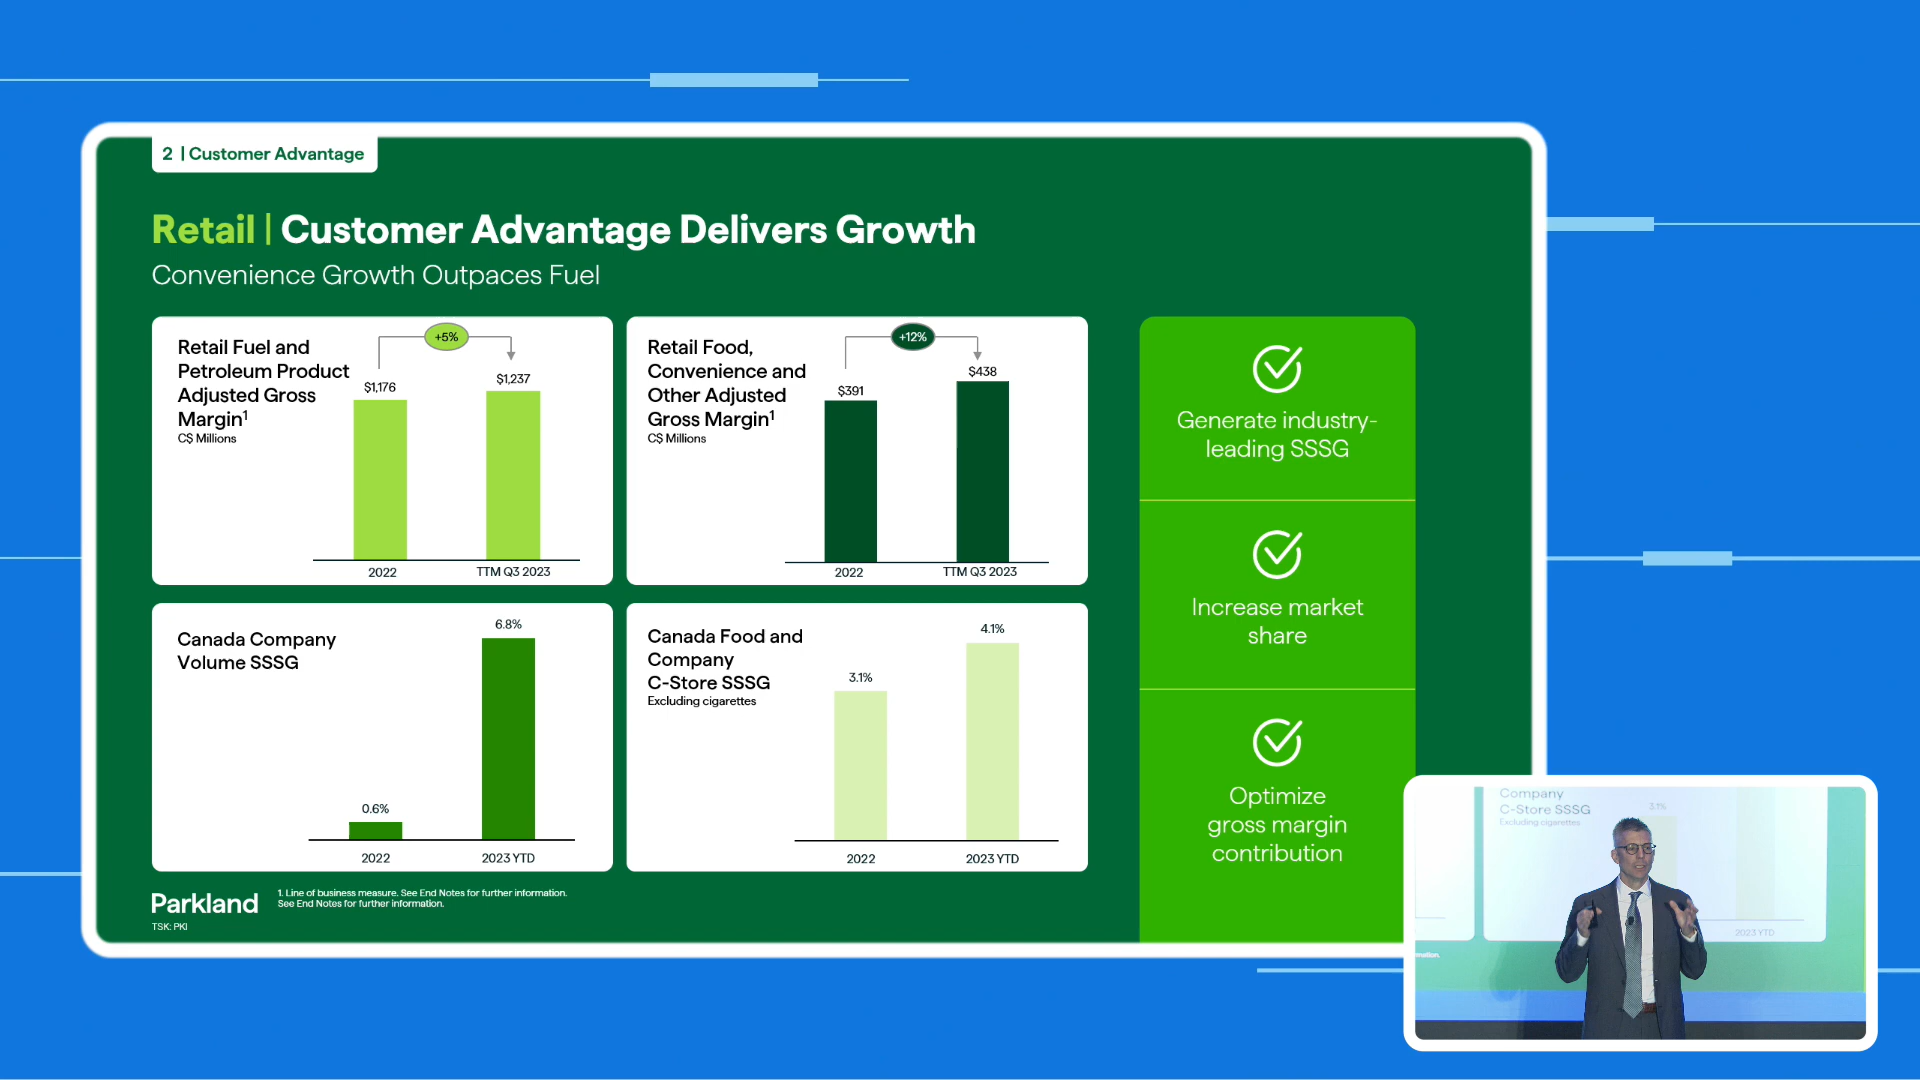 2 | Customer Advantage
Retail | Customer Advantage Delivers Growth
Convenience Growth Outpaces Fuel
Retail Fuel and
Petroleum Product
Adjusted Gross
Margin¹
C$ Millions
+5%
$1,176
$1,237
2022
TTM Q3 2023
Retail Food,
Convenience and
Other Adjusted
Gross Margin¹
C$ Millions
+12%
$391
$438
2022
TTM Q3 2023
Canada Company
Volume SSSG
0.6%
6.8%
2022
2023 YTD
Canada Food and
Company
C-Store SSSG
Excluding cigarettes
3.1%
4.1%
2022
2023 YTD
Generate industry-
leading SSSG
Increase market
share
Optimize
gross margin
contribution
Parkland
TSK: PKI
1. Line of business measure. See End Notes for further information.
See End Notes for further information.
Company
C-Store SSSG
Excluding cigarettes
3.1%
2023 YTD